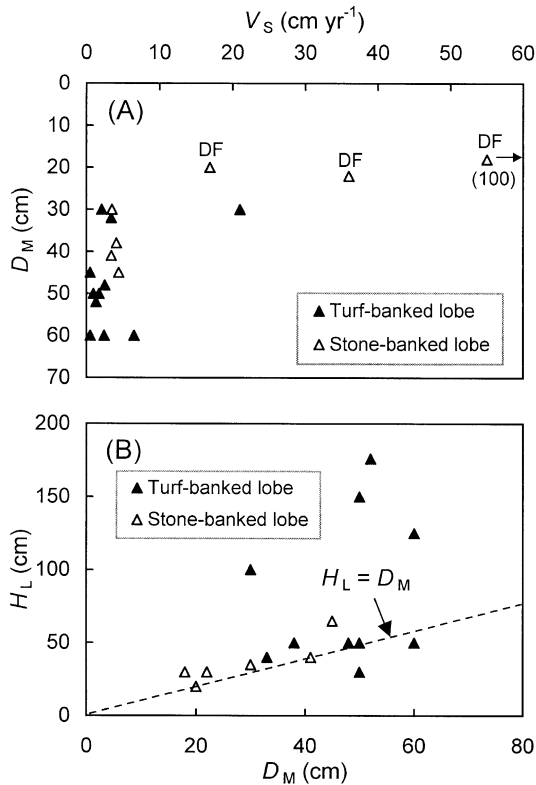 V_S (cm yr⁻¹)
0 10 20 30 40 50 60
(A)
0
10
20
30
40
50
60
70
D_M (cm)
DF
DF
DF
(100)
▲ Turf-banked lobe
△ Stone-banked lobe
(B)
200
150
100
50
0
H_L (cm)
▲ Turf-banked lobe
△ Stone-banked lobe
H_L = D_M
0 20 40 60 80
D_M (cm)